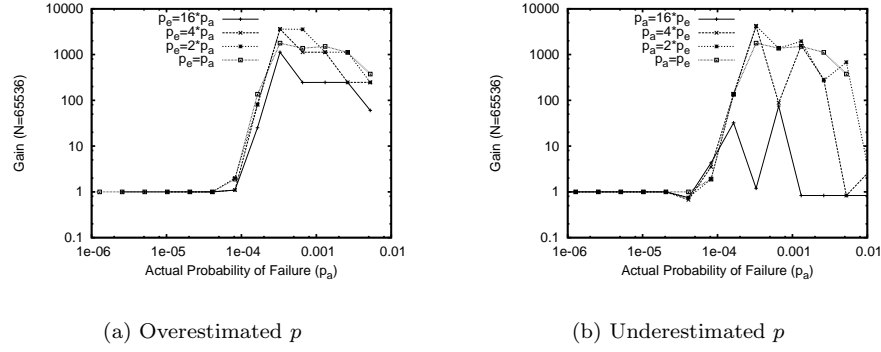 p_e=16*p_a
p_e=4*p_a
p_e=2*p_a
p_e=p_a
10000
1000
100
10
1
0.1
Gain (N=65536)
1e-06
1e-05
1e-04
0.001
0.01
Actual Probability of Failure (p_a)
(a) Overestimated p
p_a=16*p_e
p_a=4*p_e
p_a=2*p_e
p_a=p_e
10000
1000
100
10
1
0.1
Gain (N=65536)
1e-06
1e-05
1e-04
0.001
0.01
Actual Probability of Failure (p_a)
(b) Underestimated p